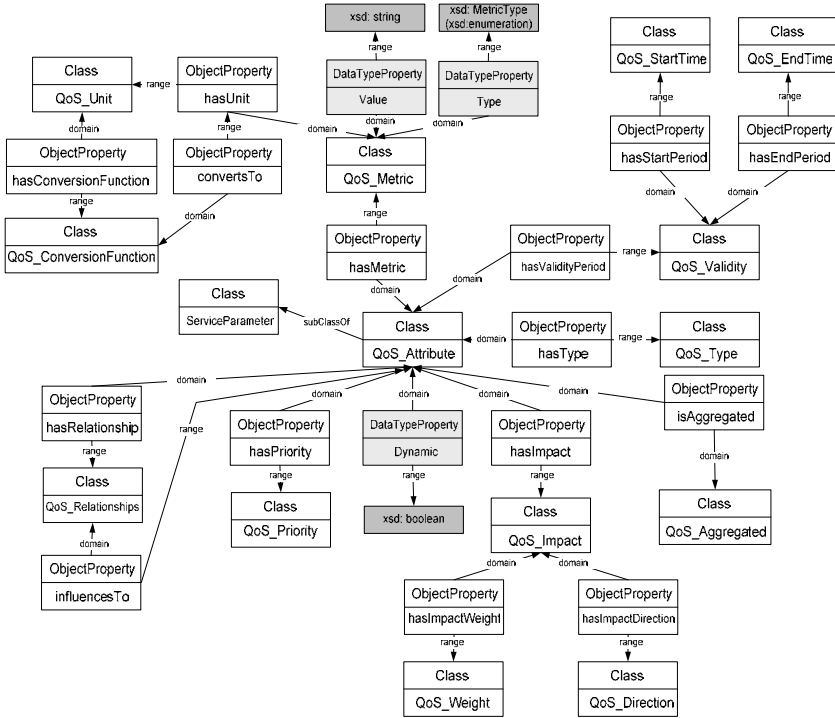 xsd: string
xsd: MetricType
(xsd:enumeration)
range
range
Class
QoS_StartTime
Class
QoS_EndTime
Class
QoS_Unit
range
ObjectProperty
hasUnit
DataTypeProperty
Value
DataTypeProperty
Type
range
range
domain
range
domain
domain
domain
ObjectProperty
hasConversionFunction
ObjectProperty
convertsTo
Class
QoS_Metric
ObjectProperty
hasStartPeriod
ObjectProperty
hasEndPeriod
range
domain
range
domain
domain
Class
QoS_ConversionFunction
ObjectProperty
hasMetric
ObjectProperty
hasValidityPeriod
range
Class
QoS_Validity
domain
domain
Class
ServiceParameter
subClassOf
Class
QoS_Attribute
domain
ObjectProperty
hasType
range
Class
QoS_Type
domain
domain
domain
domain
domain
ObjectProperty
hasRelationship
range
ObjectProperty
hasPriority
DataTypeProperty
Dynamic
ObjectProperty
hasImpact
ObjectProperty
isAggregated
range
range
range
range
domain
Class
QoS_Relationships
Class
QoS_Priority
xsd: boolean
Class
QoS_Impact
Class
QoS_Aggregated
domain
ObjectProperty
influencesTo
domain
domain
ObjectProperty
hasImpactWeight
ObjectProperty
hasImpactDirection
range
range
Class
QoS_Weight
Class
QoS_Direction